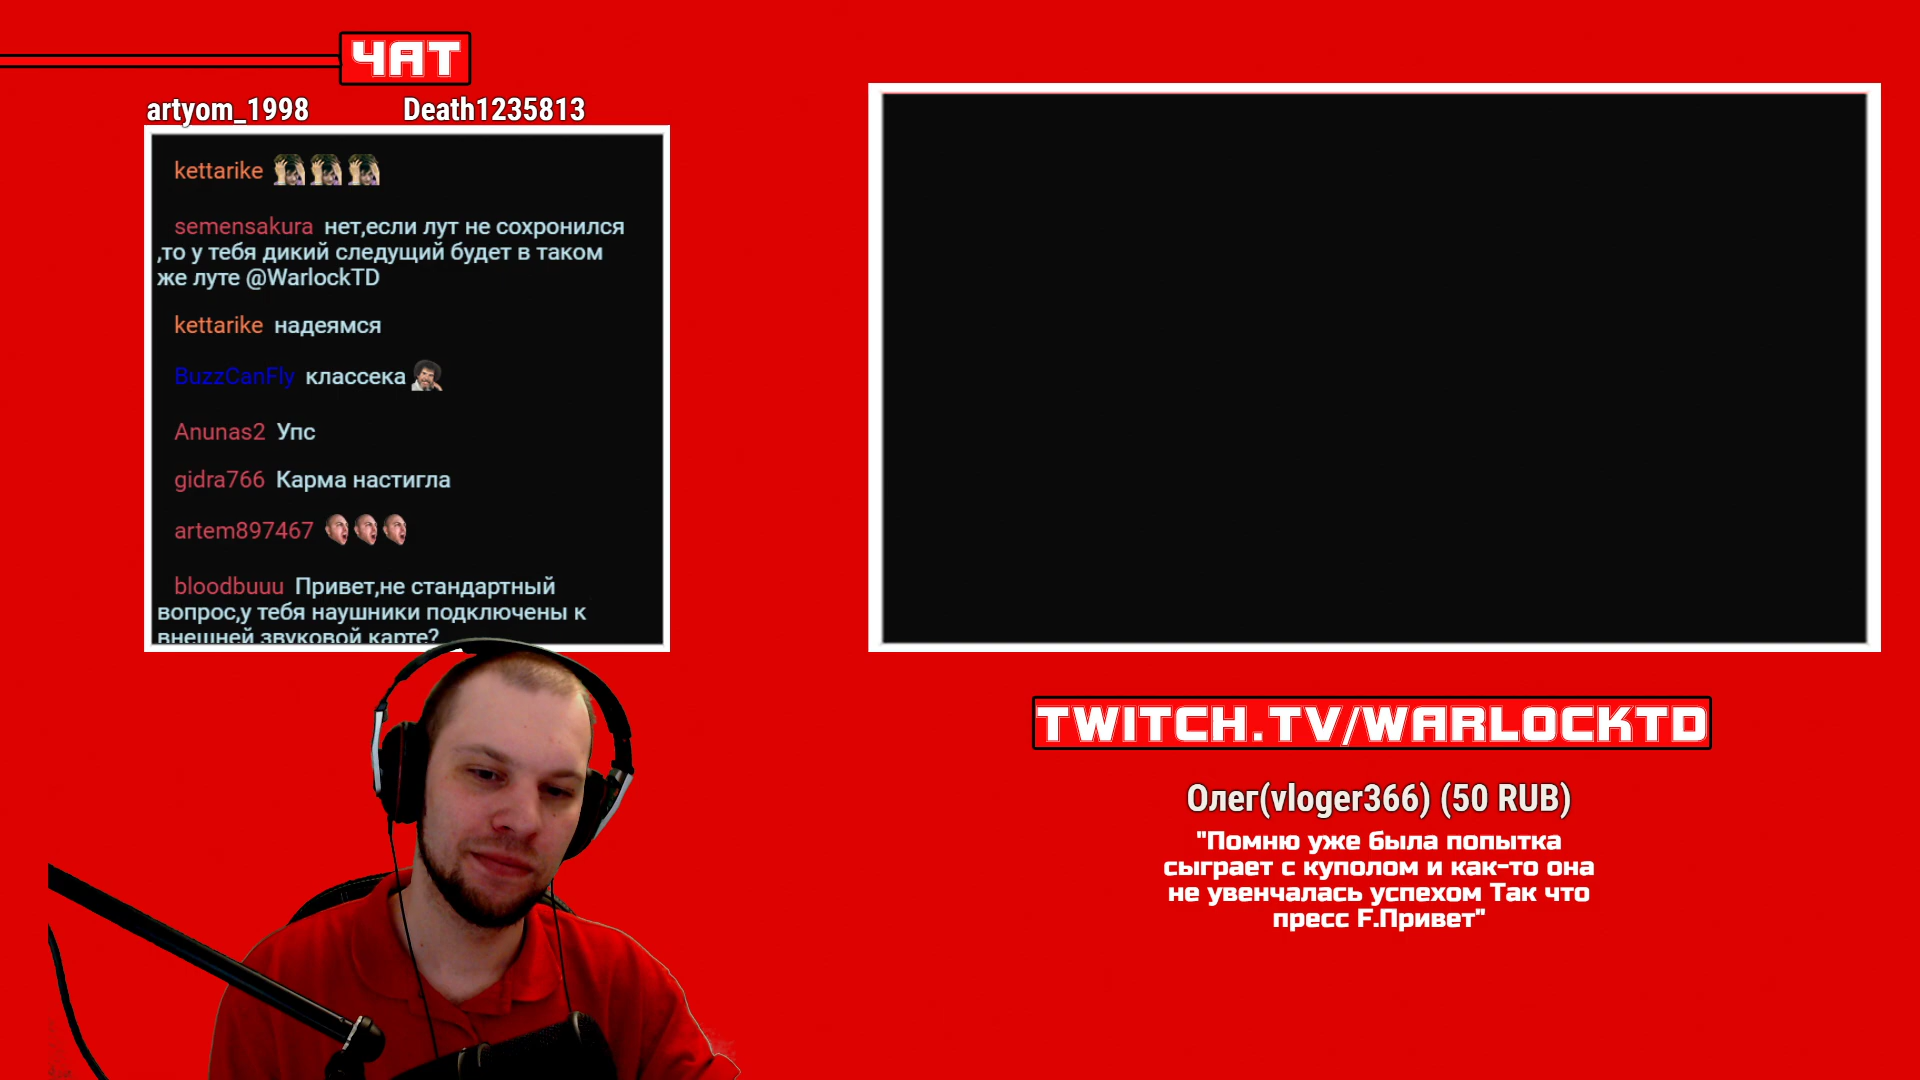 ЧАТ
artyom_1998 Death1235813
kettarike
semensakura нет,если лут не сохронился
,то у тебя дикий следущий будет в таком
же луте @WarlockTD
kettarike надеямся
BuzzCanFly классека
Anunas2 Упс
gidra766 Карма настигла
artem897467
bloodbuuu Привет,не стандартный
вопрос,у тебя наушники подключены к
внешней звуковой карте?
TWITCH.TV/WARLOCKTD
Олег(vloger366) (50 RUB)
"Помню уже была попытка
сыграет с куполом и как-то она
не увенчалась успехом Так что
пресс F.Привет"